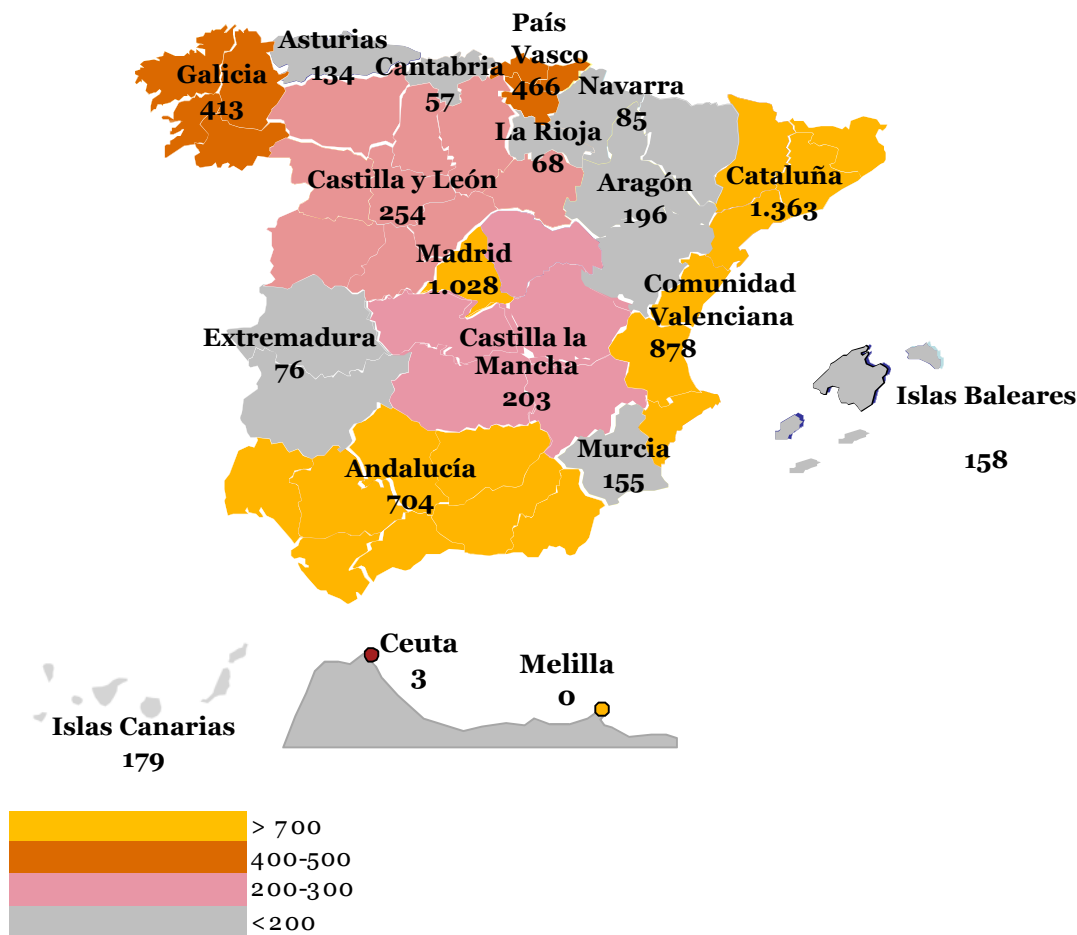 Asturias
134
Galicia
413
Cantabria
57
País
Vasco
466
Navarra
85
La Rioja
68
Castilla y León
254
Aragón
196
Cataluña
1.363
Madrid
1.028
Comunidad
Valenciana
878
Extremadura
76
Castilla la
Mancha
203
Islas Baleares
158
Murcia
155
Andalucía
704
Ceuta
3
Melilla
0
Islas Canarias
179
> 700
400-500
200-300
<200